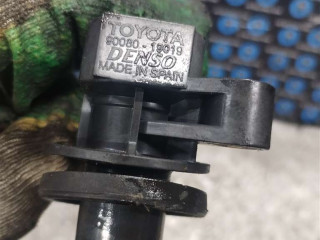 TOYOTA
90080-19019
DENSO
MADE IN SPAIN